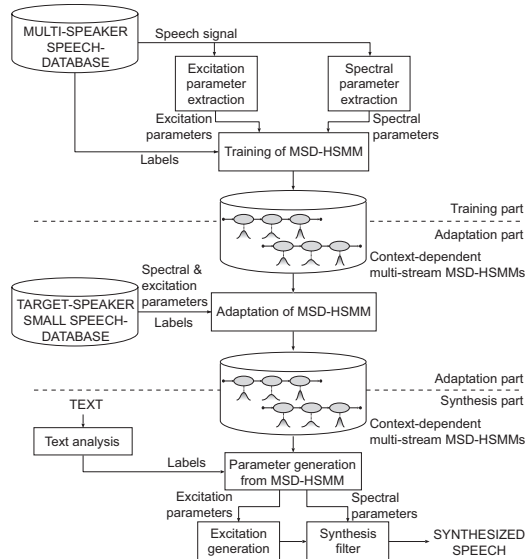 MULTI-SPEAKER
SPEECH-
DATABASE
Speech signal
Excitation
parameter
extraction
Spectral
parameter
extraction
Excitation
parameters
Spectral
parameters
Labels
Training of MSD-HSMM
Training part
Adaptation part
Context-dependent
multi-stream MSD-HSMMs
Spectral &
excitation
parameters
TARGET-SPEAKER
SMALL SPEECH-
DATABASE
Labels
Adaptation of MSD-HSMM
Adaptation part
Synthesis part
TEXT
Context-dependent
multi-stream MSD-HSMMs
Text analysis
Labels
Parameter generation
from MSD-HSMM
Excitation
parameters
Spectral
parameters
Excitation
generation
Synthesis
filter
SYNTHESIZED
SPEECH